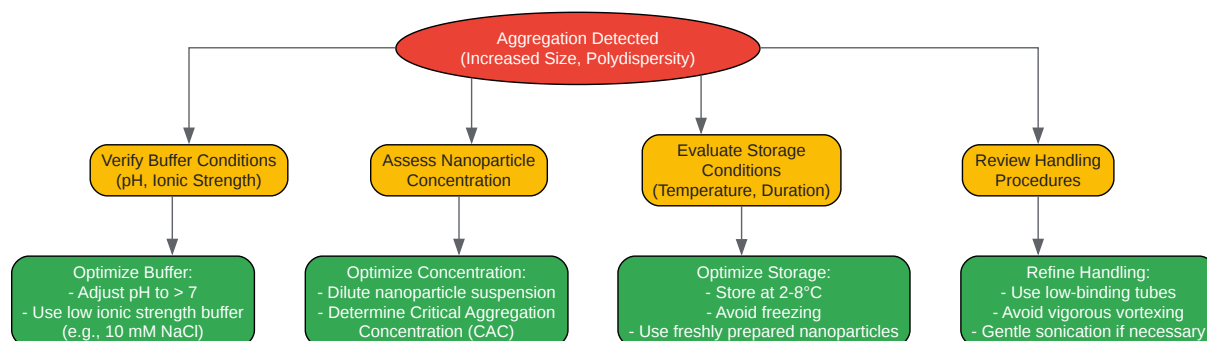 Aggregation Detected
(Increased Size, Polydispersity)
Verify Buffer Conditions
(pH, Ionic Strength)
Assess Nanoparticle
Concentration
Evaluate Storage
Conditions
(Temperature, Duration)
Review Handling
Procedures
Optimize Buffer:
- Adjust pH to > 7
- Use low ionic strength buffer
(e.g., 10 mM NaCl)
Optimize Concentration:
- Dilute nanoparticle suspension
- Determine Critical Aggregation
Concentration (CAC)
Optimize Storage:
- Store at 2-8°C
- Avoid freezing
- Use freshly prepared nanoparticles
Refine Handling:
- Use low-binding tubes
- Avoid vigorous vortexing
- Gentle sonication if necessary